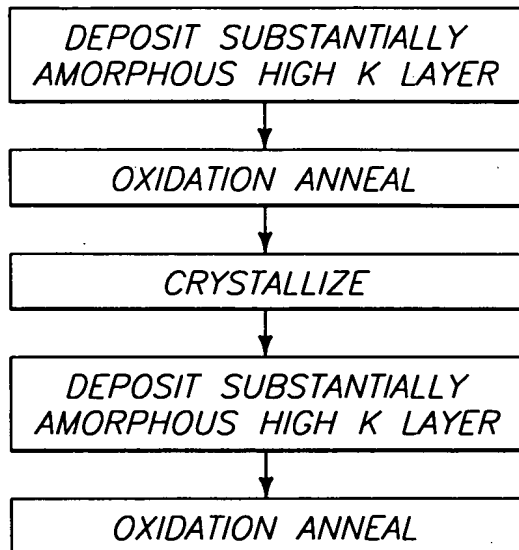 DEPOSIT SUBSTANTIALLY
AMORPHOUS HIGH K LAYER
OXIDATION ANNEAL
CRYSTALLIZE
DEPOSIT SUBSTANTIALLY
AMORPHOUS HIGH K LAYER
OXIDATION ANNEAL